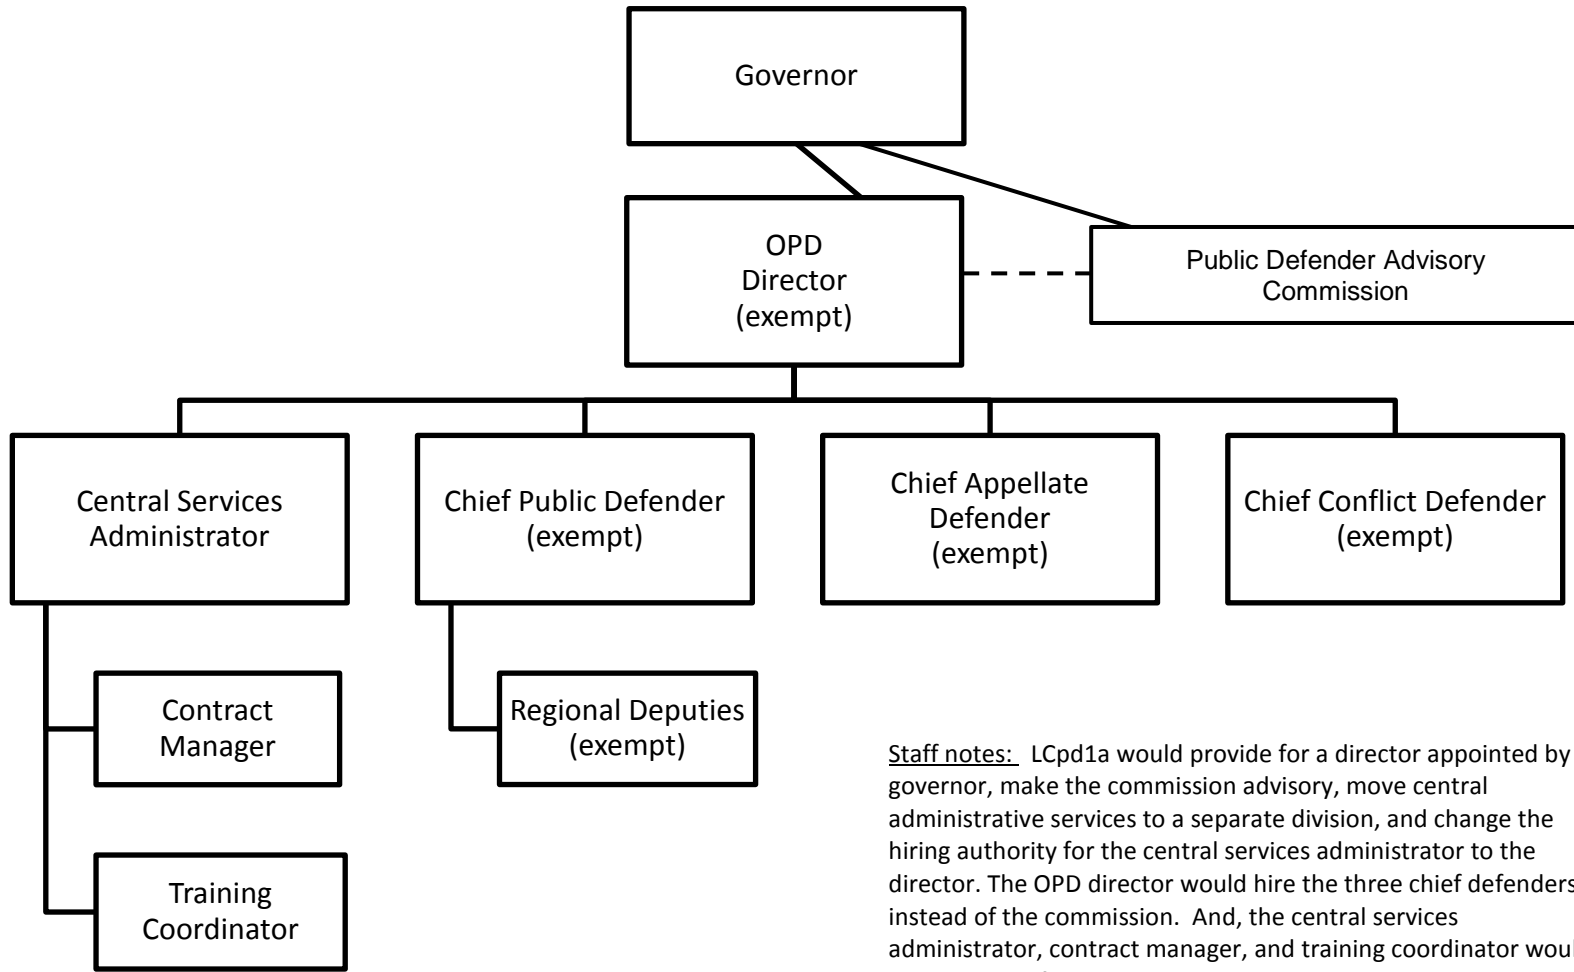 Governor
OPD
Director
(exempt)
Public Defender Advisory
Commission
Central Services
Administrator
Chief Public Defender
(exempt)
Chief Appellate
Defender
(exempt)
Chief Conflict Defender
(exempt)
Contract
Manager
Regional Deputies
(exempt)
Training
Coordinator
Staff notes: LCpd1a would provide for a director appointed by
governor, make the commission advisory, move central
administrative services to a separate division, and change the
hiring authority for the central services administrator to the
director. The OPD director would hire the three chief defenders
instead of the commission. And, the central services
administrator, contract manager, and training coordinator